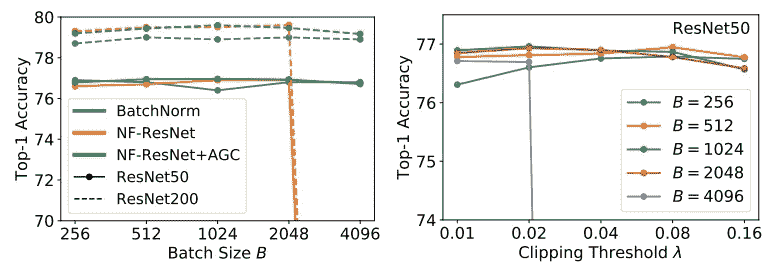 80
78
76
74
72
70
Top-1 Accuracy
BatchNorm
NF-ResNet
NF-ResNet+AGC
ResNet50
ResNet200
256 512 1024 2048 4096
Batch Size B
ResNet50
77
76
75
74
Top-1 Accuracy
B = 256
B = 512
B = 1024
B = 2048
B = 4096
0.01 0.02 0.04 0.08 0.16
Clipping Threshold λ